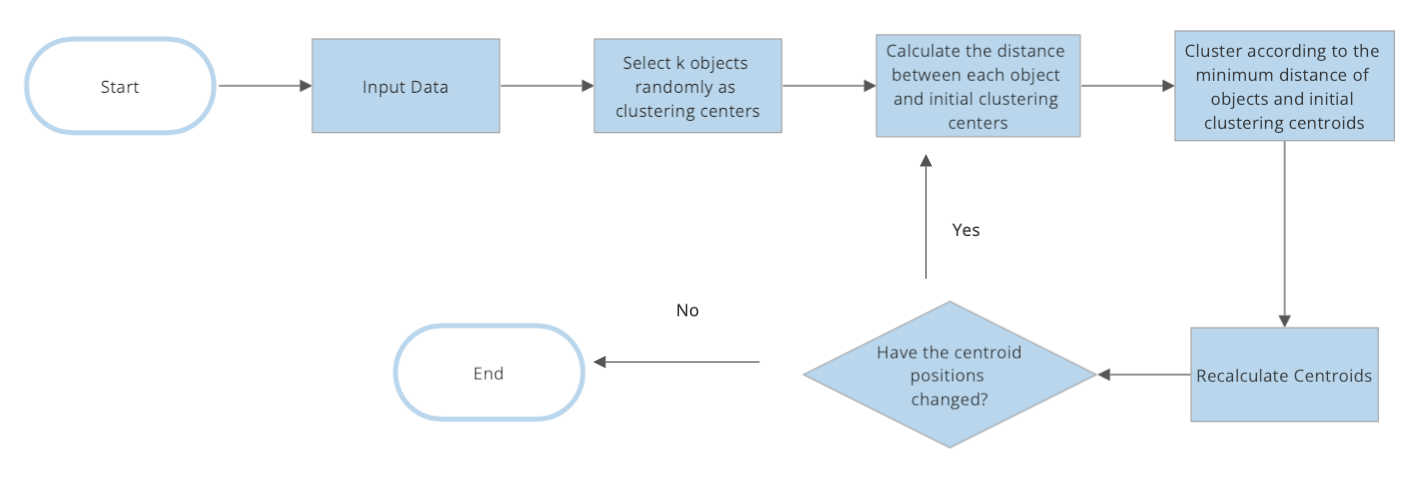 Start
Input Data
Select k objects
randomly as
clustering centers
Calculate the distance
between each object
and initial clustering
centers
Cluster according to the
minimum distance of
objects and initial
clustering centroids
Recalculate Centroids
Have the centroid
positions
changed?
Yes
No
End